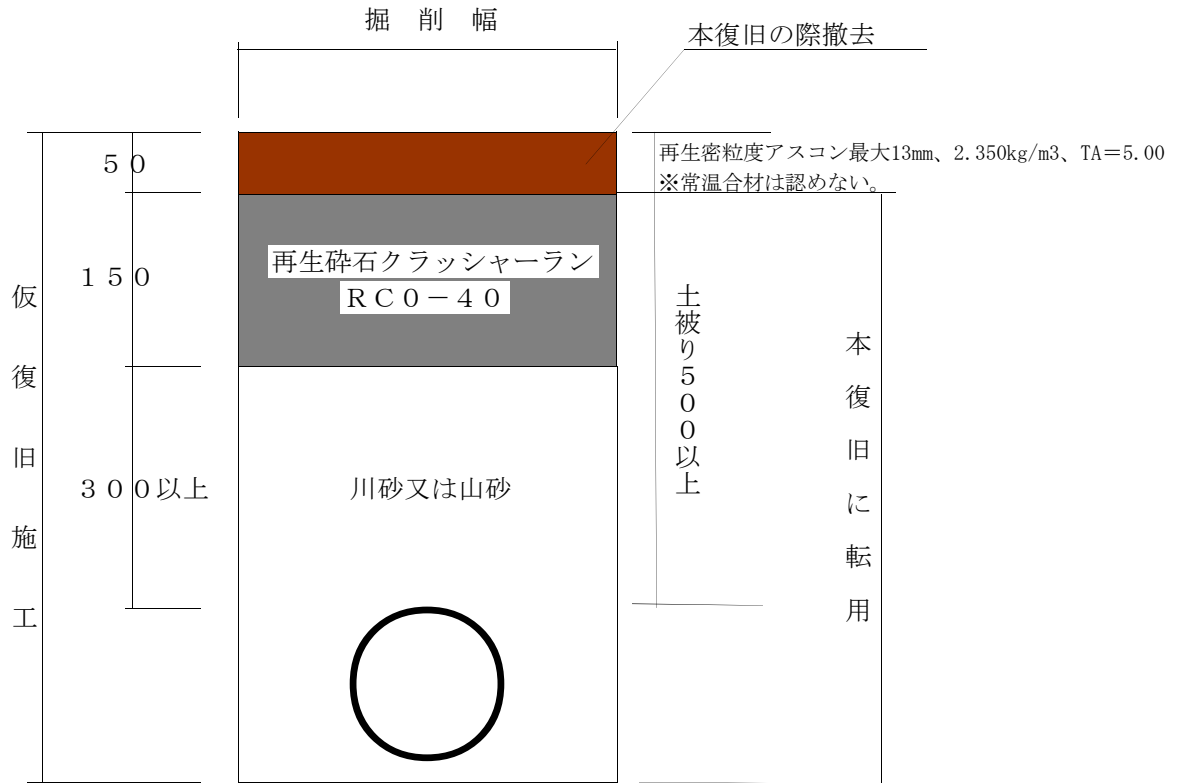 掘　削　幅
本復旧の際撤去
５０
再生密粒度アスコン最大13mm、2.350kg/m3、TA＝5.00
※常温合材は認めない。
１５０
再生砕石クラッシャーラン
ＲＣ０－４０
仮復旧施工
土被り５００以上
本復旧に転用
３００以上
川砂又は山砂